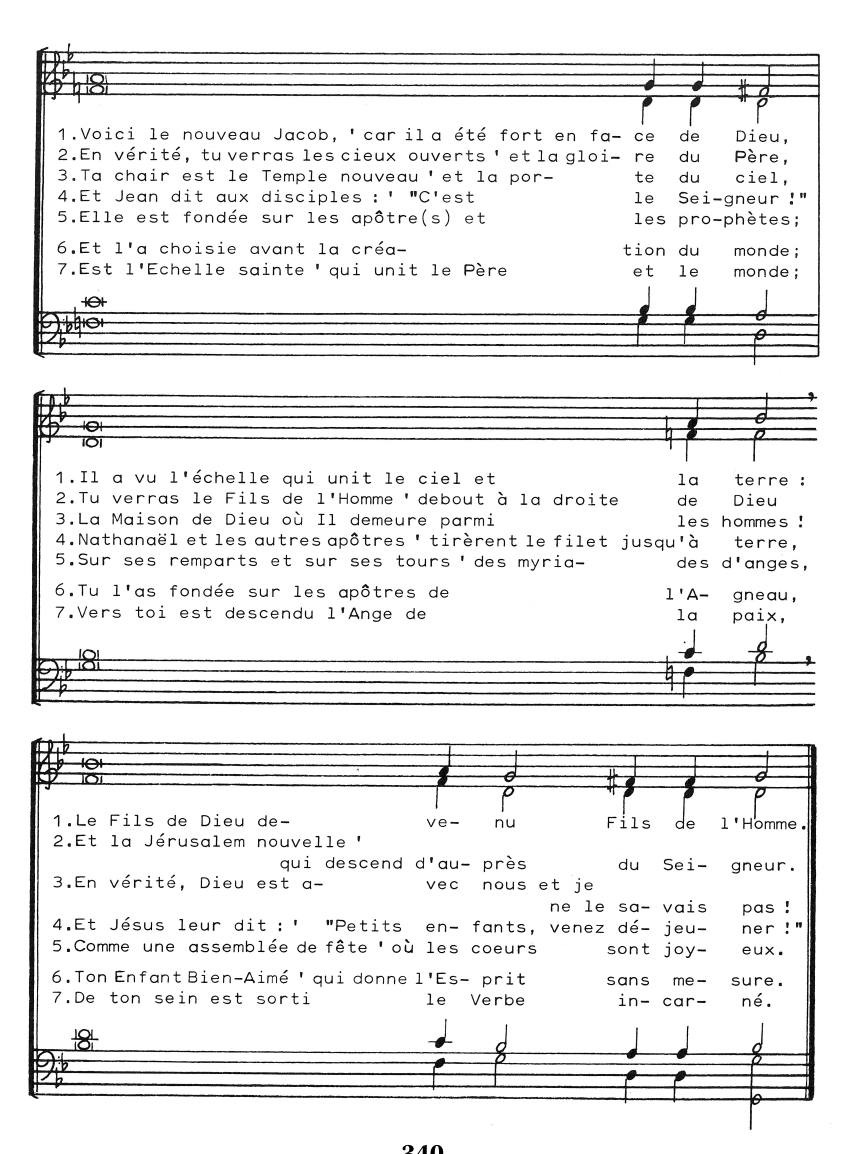 1.Voici le nouveau Jacob, ' car il a été fort en fa- ce de Dieu,
2.En vérité, tu verras les cieux ouverts ' et la gloi- re du Père,
3.Ta chair est le Temple nouveau ' et la por- te du ciel,
4.Et Jean dit aux disciples : ' "C'est le Sei-gneur !"
5.Elle est fondée sur les apôtre(s) et les pro-phètes;
6.Et l'a choisie avant la créa- tion du monde;
7.Est l'Echelle sainte ' qui unit le Père et le monde;
1.Il a vu l'échelle qui unit le ciel et la terre :
2.Tu verras le Fils de l'Homme ' debout à la droite de Dieu
3.La Maison de Dieu où Il demeure parmi les hommes !
4.Nathanaël et les autres apôtres ' tirèrent le filet jusqu'à terre,
5.Sur ses remparts et sur ses tours ' des myria- des d'anges,
6.Tu l'as fondée sur les apôtres de l'A- gneau,
7.Vers toi est descendu l'Ange de la paix,
1.Le Fils de Dieu de- ve- nu Fils de l'Homme.
2.Et la Jérusalem nouvelle '
qui descend d'au- près du Sei- gneur.
3.En vérité, Dieu est a- vec nous et je
ne le sa- vais pas !
4.Et Jésus leur dit : ' "Petits en- fants, venez dé- jeu- ner !"
5.Comme une assemblée de fête ' où les coeurs sont joy- eux.
6.Ton Enfant Bien-Aimé ' qui donne l'Es- prit sans me- sure.
7.De ton sein est sorti le Verbe in- car- né.
340